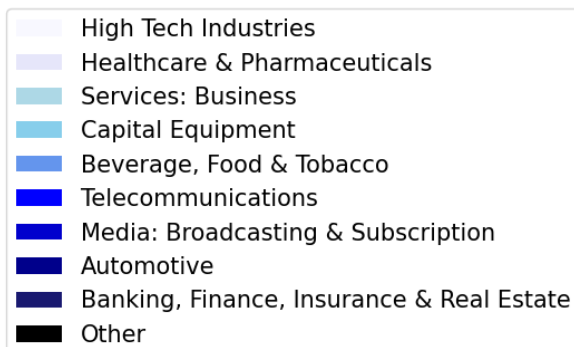 High Tech Industries
Healthcare & Pharmaceuticals
Services: Business
Capital Equipment
Beverage, Food & Tobacco
Telecommunications
Media: Broadcasting & Subscription
Automotive
Banking, Finance, Insurance & Real Estate
Other